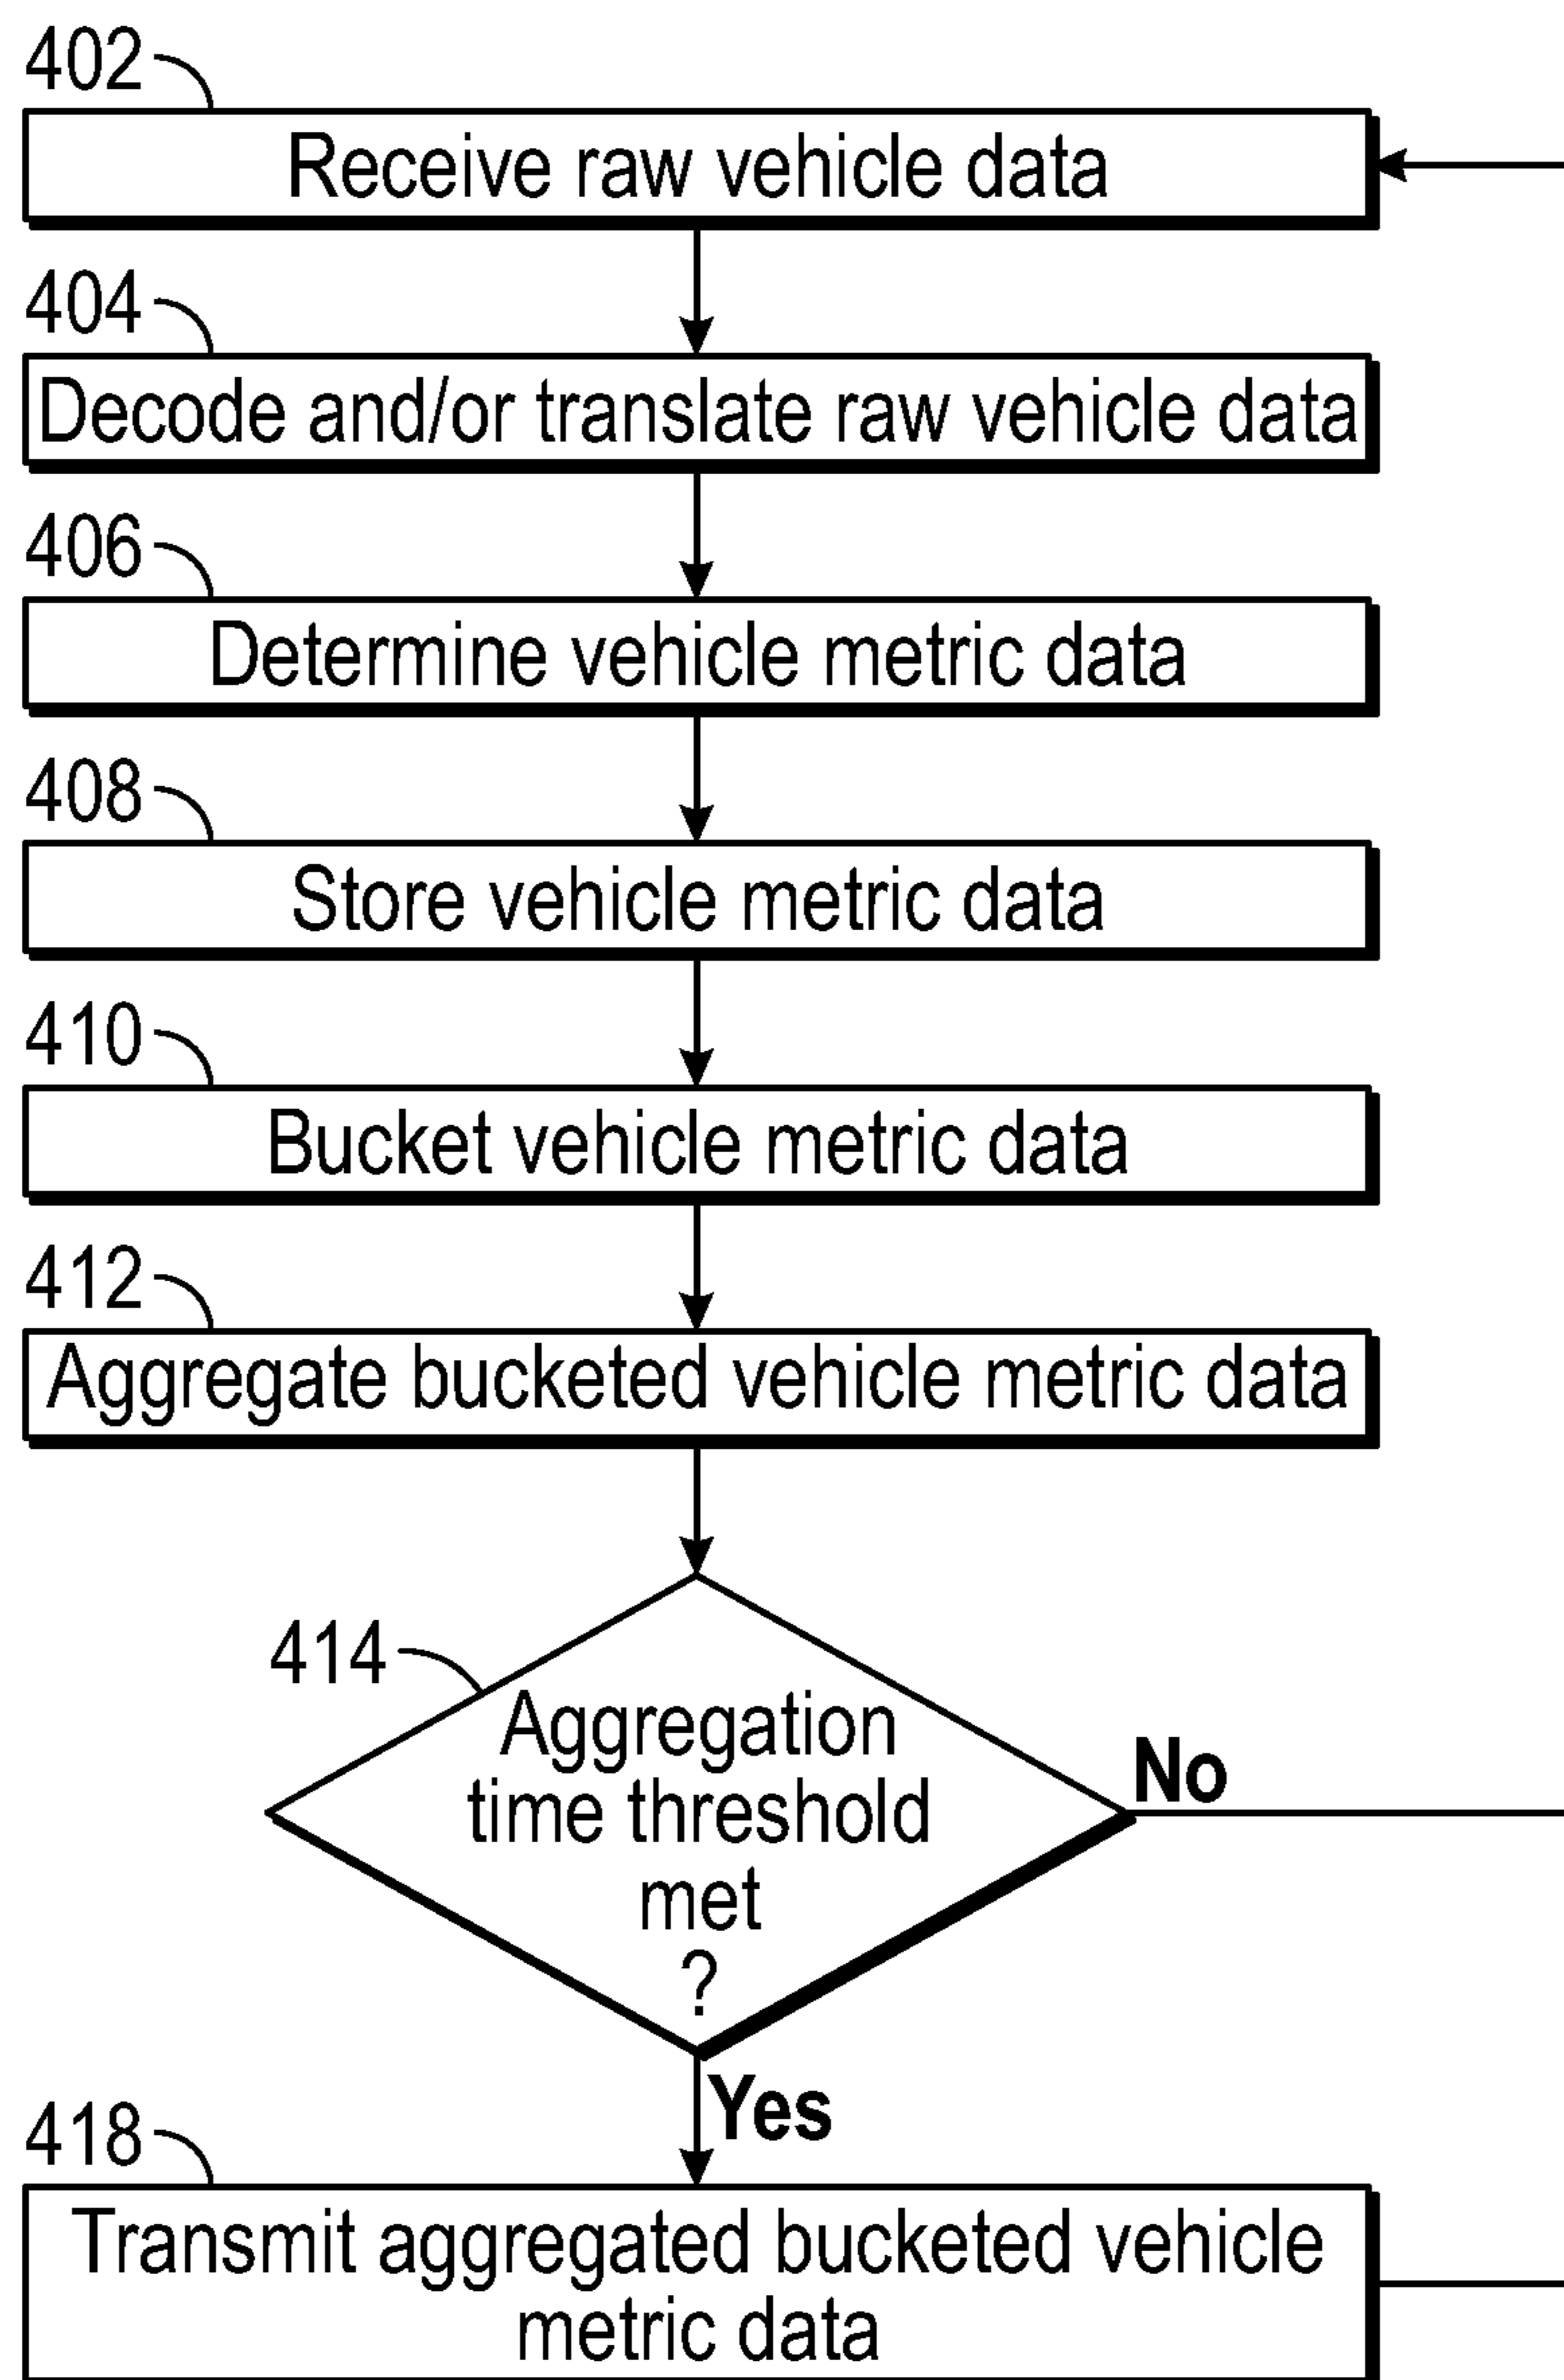 402
Receive raw vehicle data
404
Decode and/or translate raw vehicle data
406
Determine vehicle metric data
408
Store vehicle metric data
410
Bucket vehicle metric data
412
Aggregate bucketed vehicle metric data
414
Aggregation
time threshold
met
?
No
Yes
418
Transmit aggregated bucketed vehicle
metric data